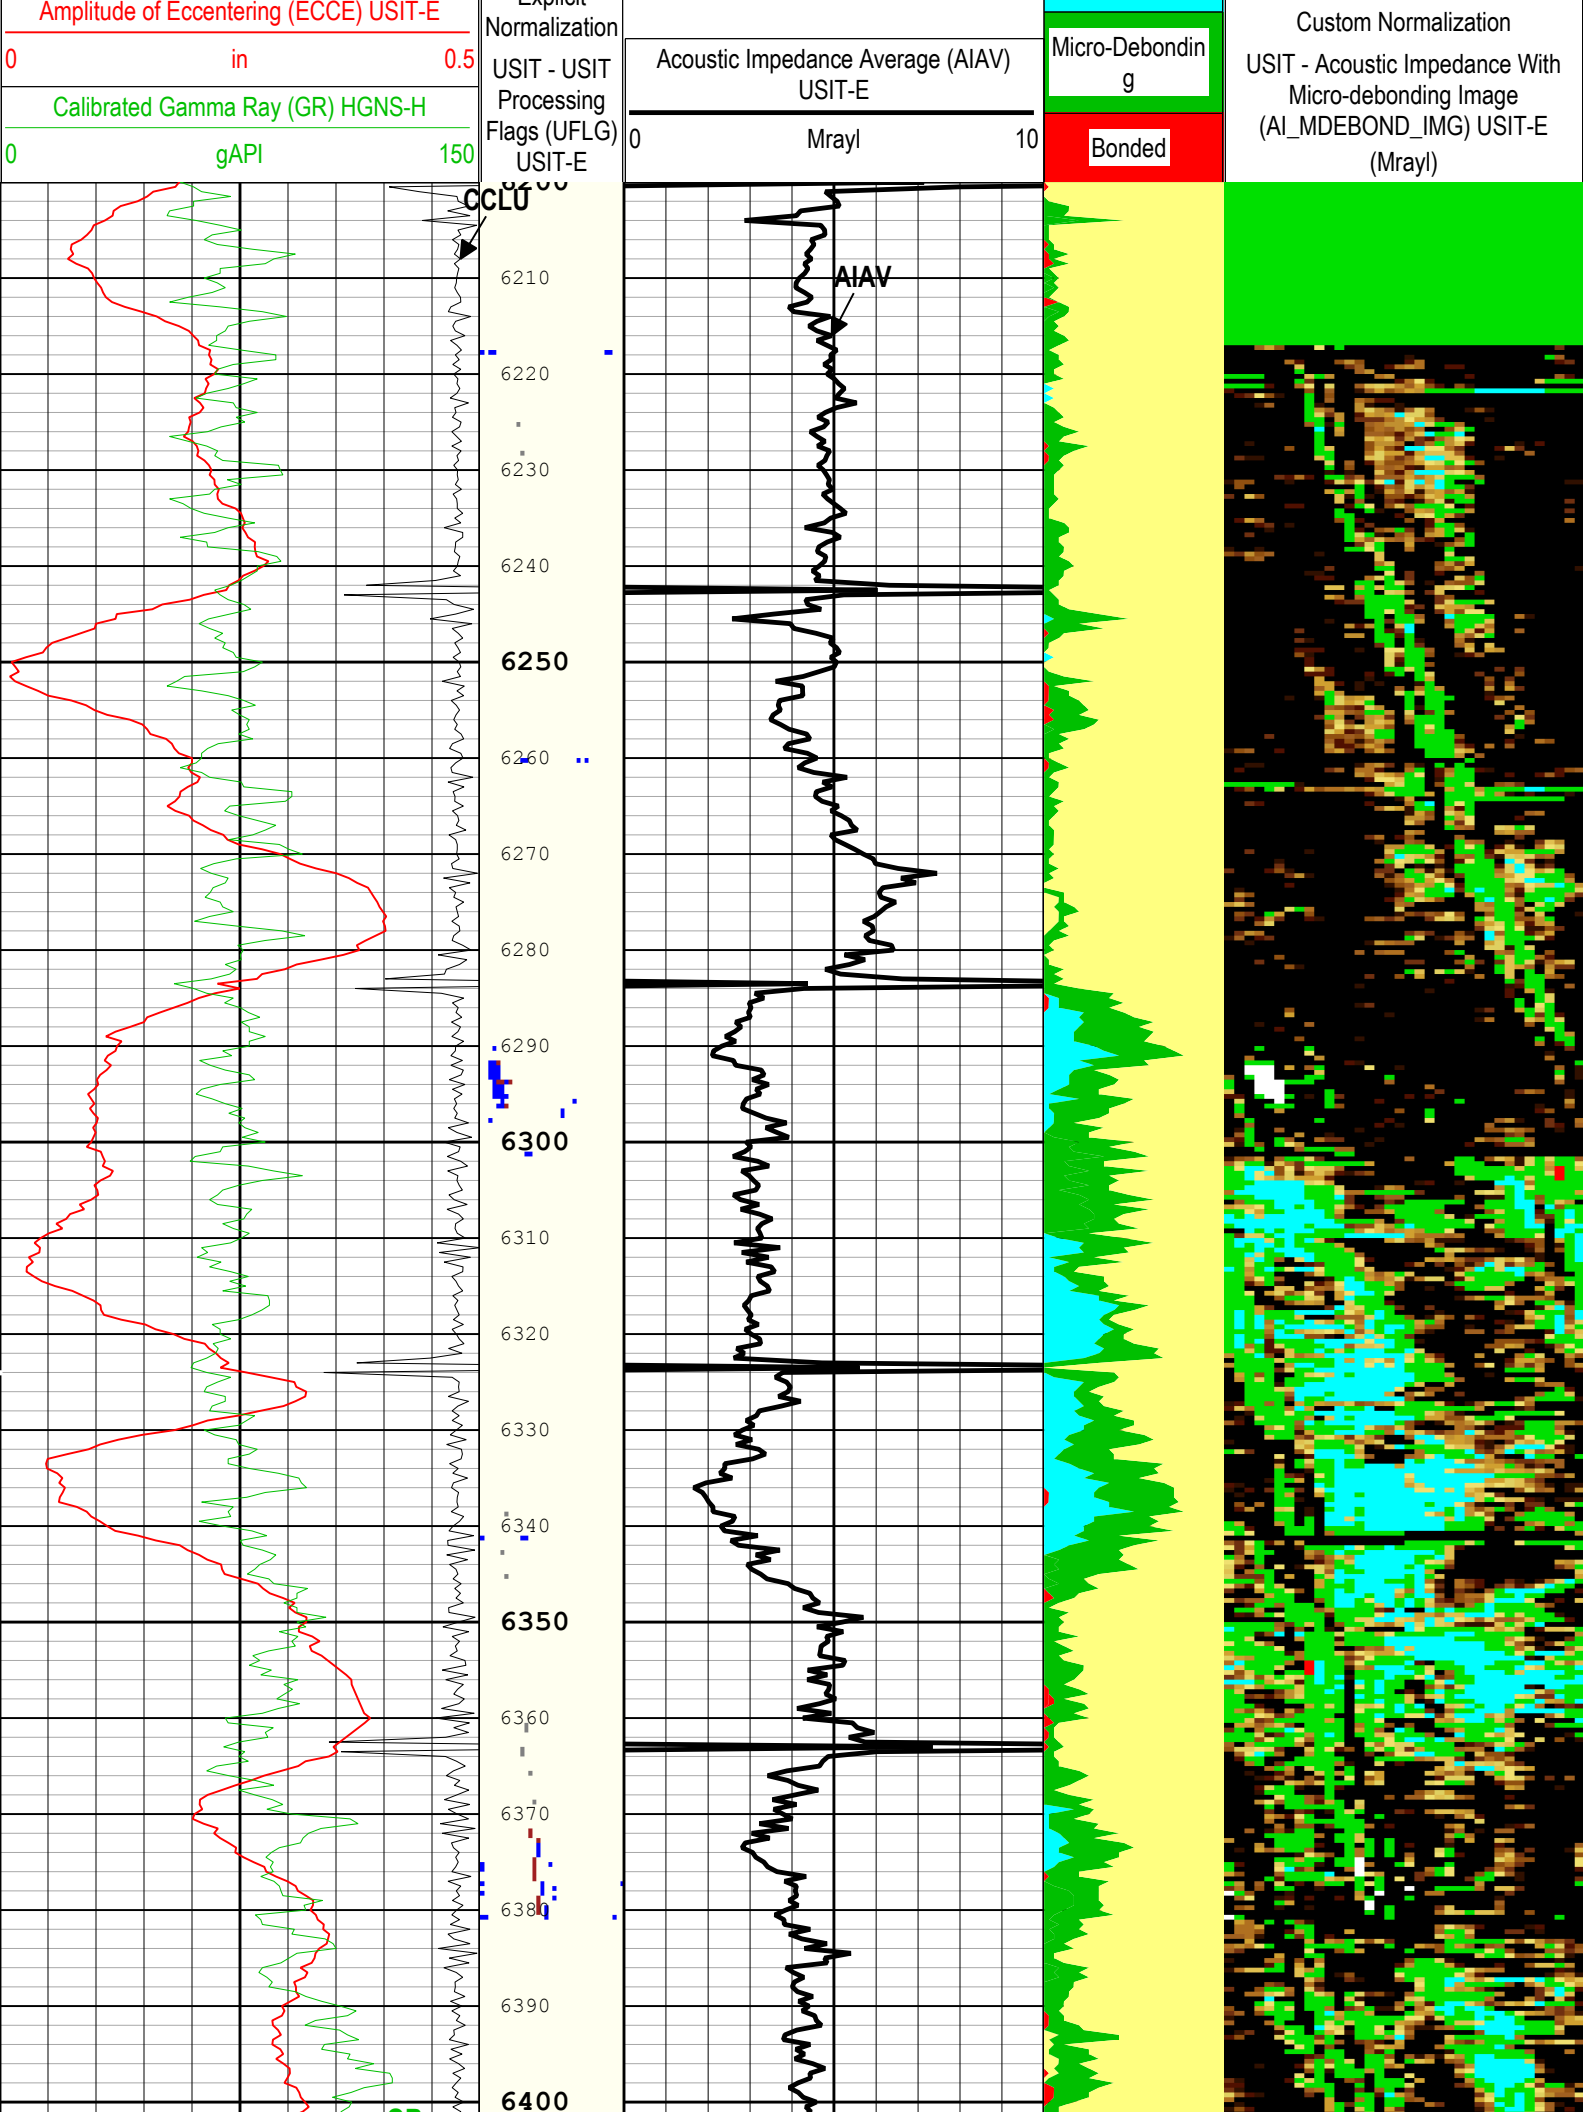 Amplitude of Eccentering (ECCE) USIT-E
0 in 0.5
Calibrated Gamma Ray (GR) HGNS-H
0 gAPI 150
Explicit
Normalization
USIT - USIT
Processing
Flags (UFLG)
USIT-E
Acoustic Impedance Average (AIAV)
USIT-E
0 Mrayl 10
Micro-Debondin
g
Bonded
Custom Normalization
USIT - Acoustic Impedance With
Micro-debonding Image
(AI_MDEBOND_IMG) USIT-E
(Mrayl)
6200
CCLU
AIAV
6210
6220
6230
6240
6250
6260
6270
6280
6290
6300
6310
6320
6330
6340
6350
6360
6370
6380
6390
6400